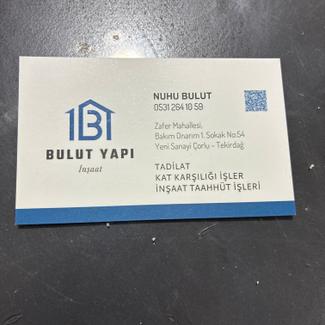 B
BULUT YAPI
İnşaat
NUHU BULUT
0531 264 10 59
Zafer Mahallesi,
Bakım Onarım 1. Sokak No:54
Yeni Sanayi Çorlu – Tekirdağ
TADİLAT
KAT KARŞILIĞI İŞLER
İNŞAAT TAAHHÜT İŞLERİ